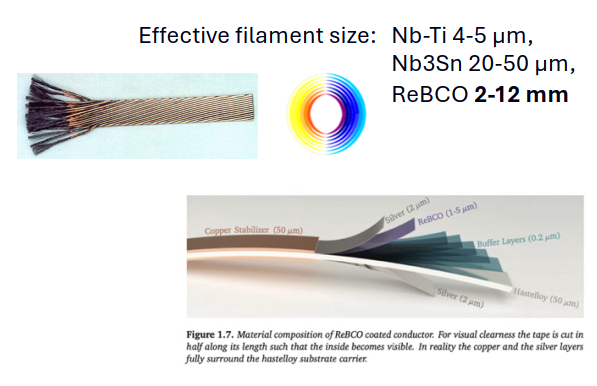 Effective filament size: Nb-Ti 4-5 µm,
Nb3Sn 20-50 µm,
ReBCO 2-12 mm
Silver (2 µm)
ReBCO (1-5 µm)
Copper Stabilizer (50 µm)
Buffer Layers (0.2 µm)
Silver (2 µm)
Hastelloy (50 µm)
Figure 1.7. Material composition of ReBCO coated conductor. For visual clearness the tape is cut in
half along its length such that the inside becomes visible. In reality the copper and the silver layers
fully surround the hastelloy substrate carrier.